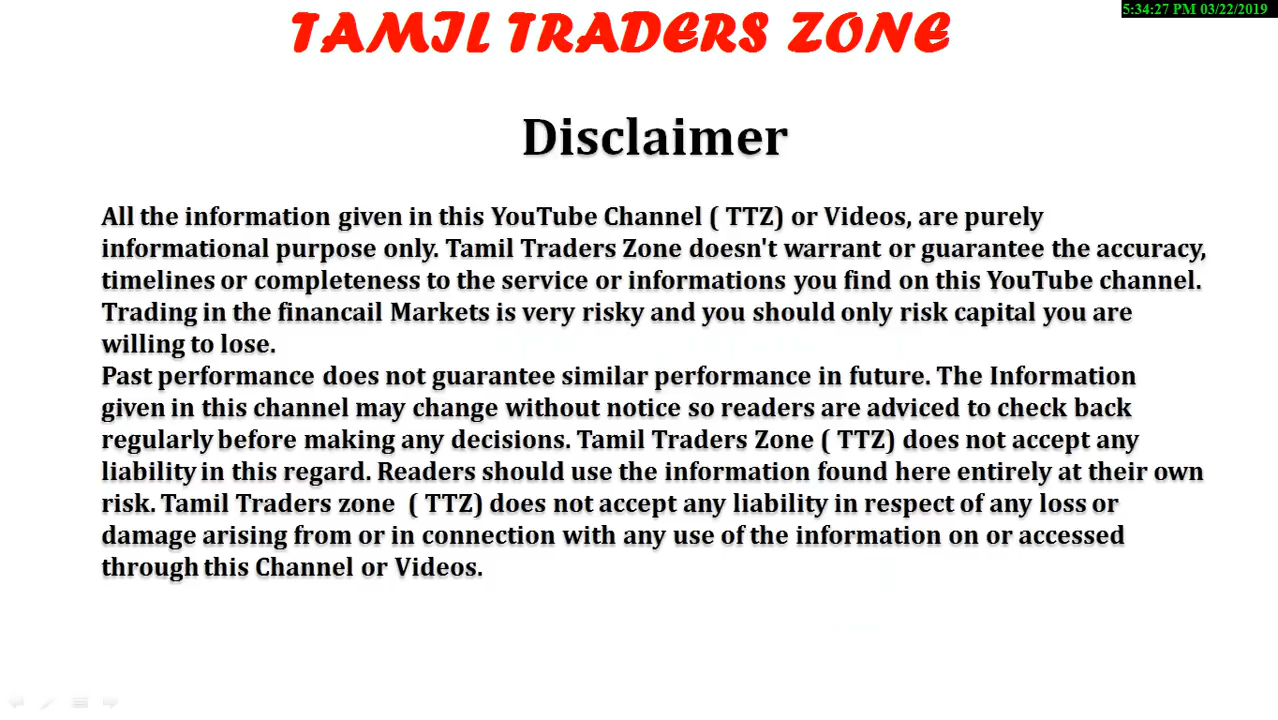 5:34:27 PM 03/22/2019
TAMIL TRADERS ZONE
Disclaimer
All the information given in this YouTube Channel ( TTZ) or Videos, are purely
informational purpose only. Tamil Traders Zone doesn't warrant or guarantee the accuracy,
timelines or completeness to the service or informations you find on this YouTube channel.
Trading in the financail Markets is very risky and you should only risk capital you are
willing to lose.
Past performance does not guarantee similar performance in future. The Information
given in this channel may change without notice so readers are adviced to check back
regularly before making any decisions. Tamil Traders Zone ( TTZ) does not accept any
liability in this regard. Readers should use the information found here entirely at their own
risk. Tamil Traders zone  ( TTZ) does not accept any liability in respect of any loss or
damage arising from or in connection with any use of the information on or accessed
through this Channel or Videos.